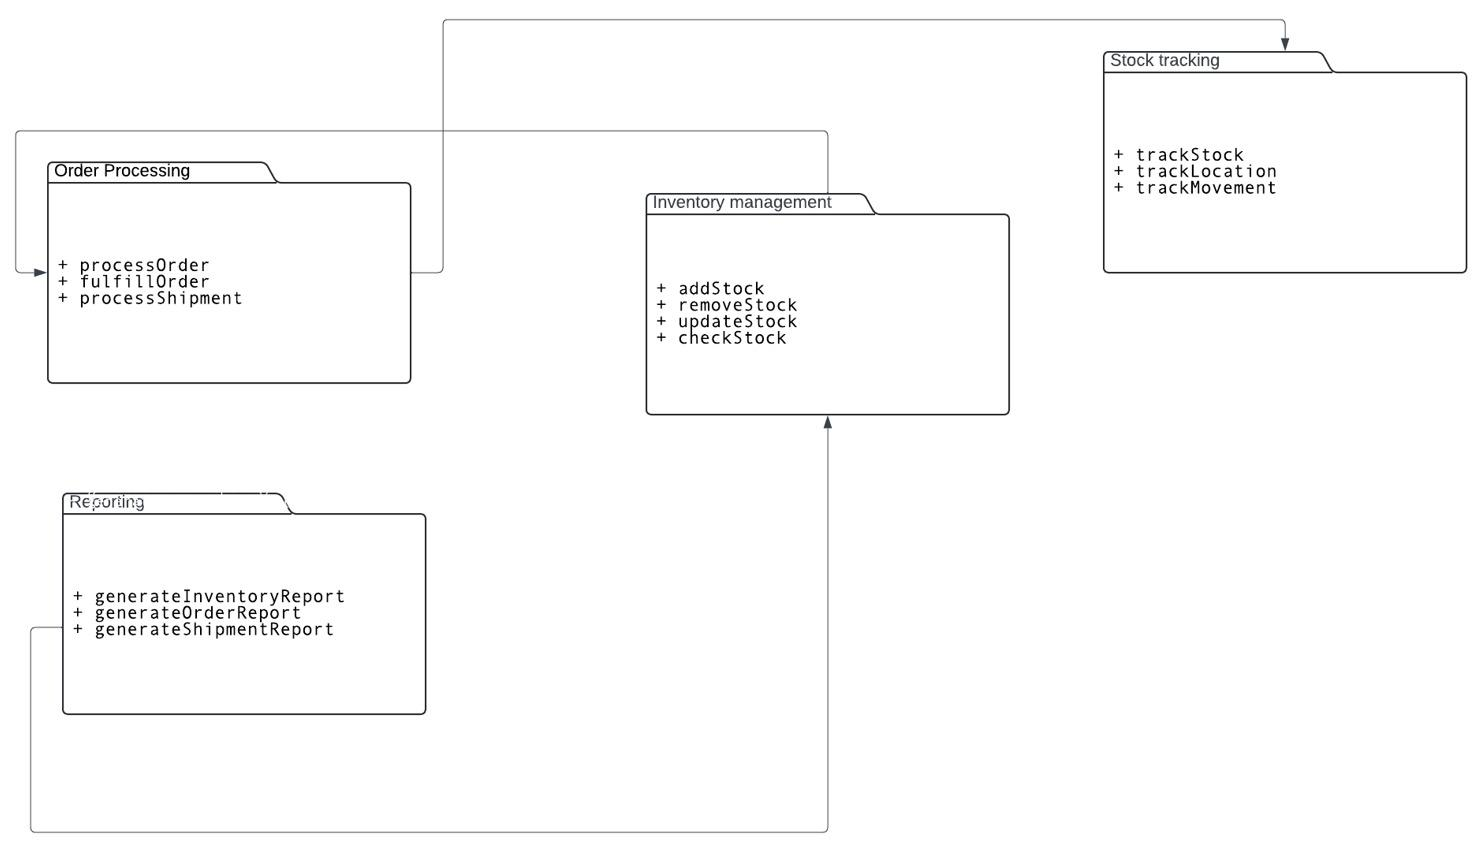 Stock tracking
+ trackStock
+ trackLocation
+ trackMovement
Order Processing
+ processOrder
+ fulfillOrder
+ processShipment
Inventory management
+ addStock
+ removeStock
+ updateStock
+ checkStock
Reporting
+ generateInventoryReport
+ generateOrderReport
+ generateShipmentReport